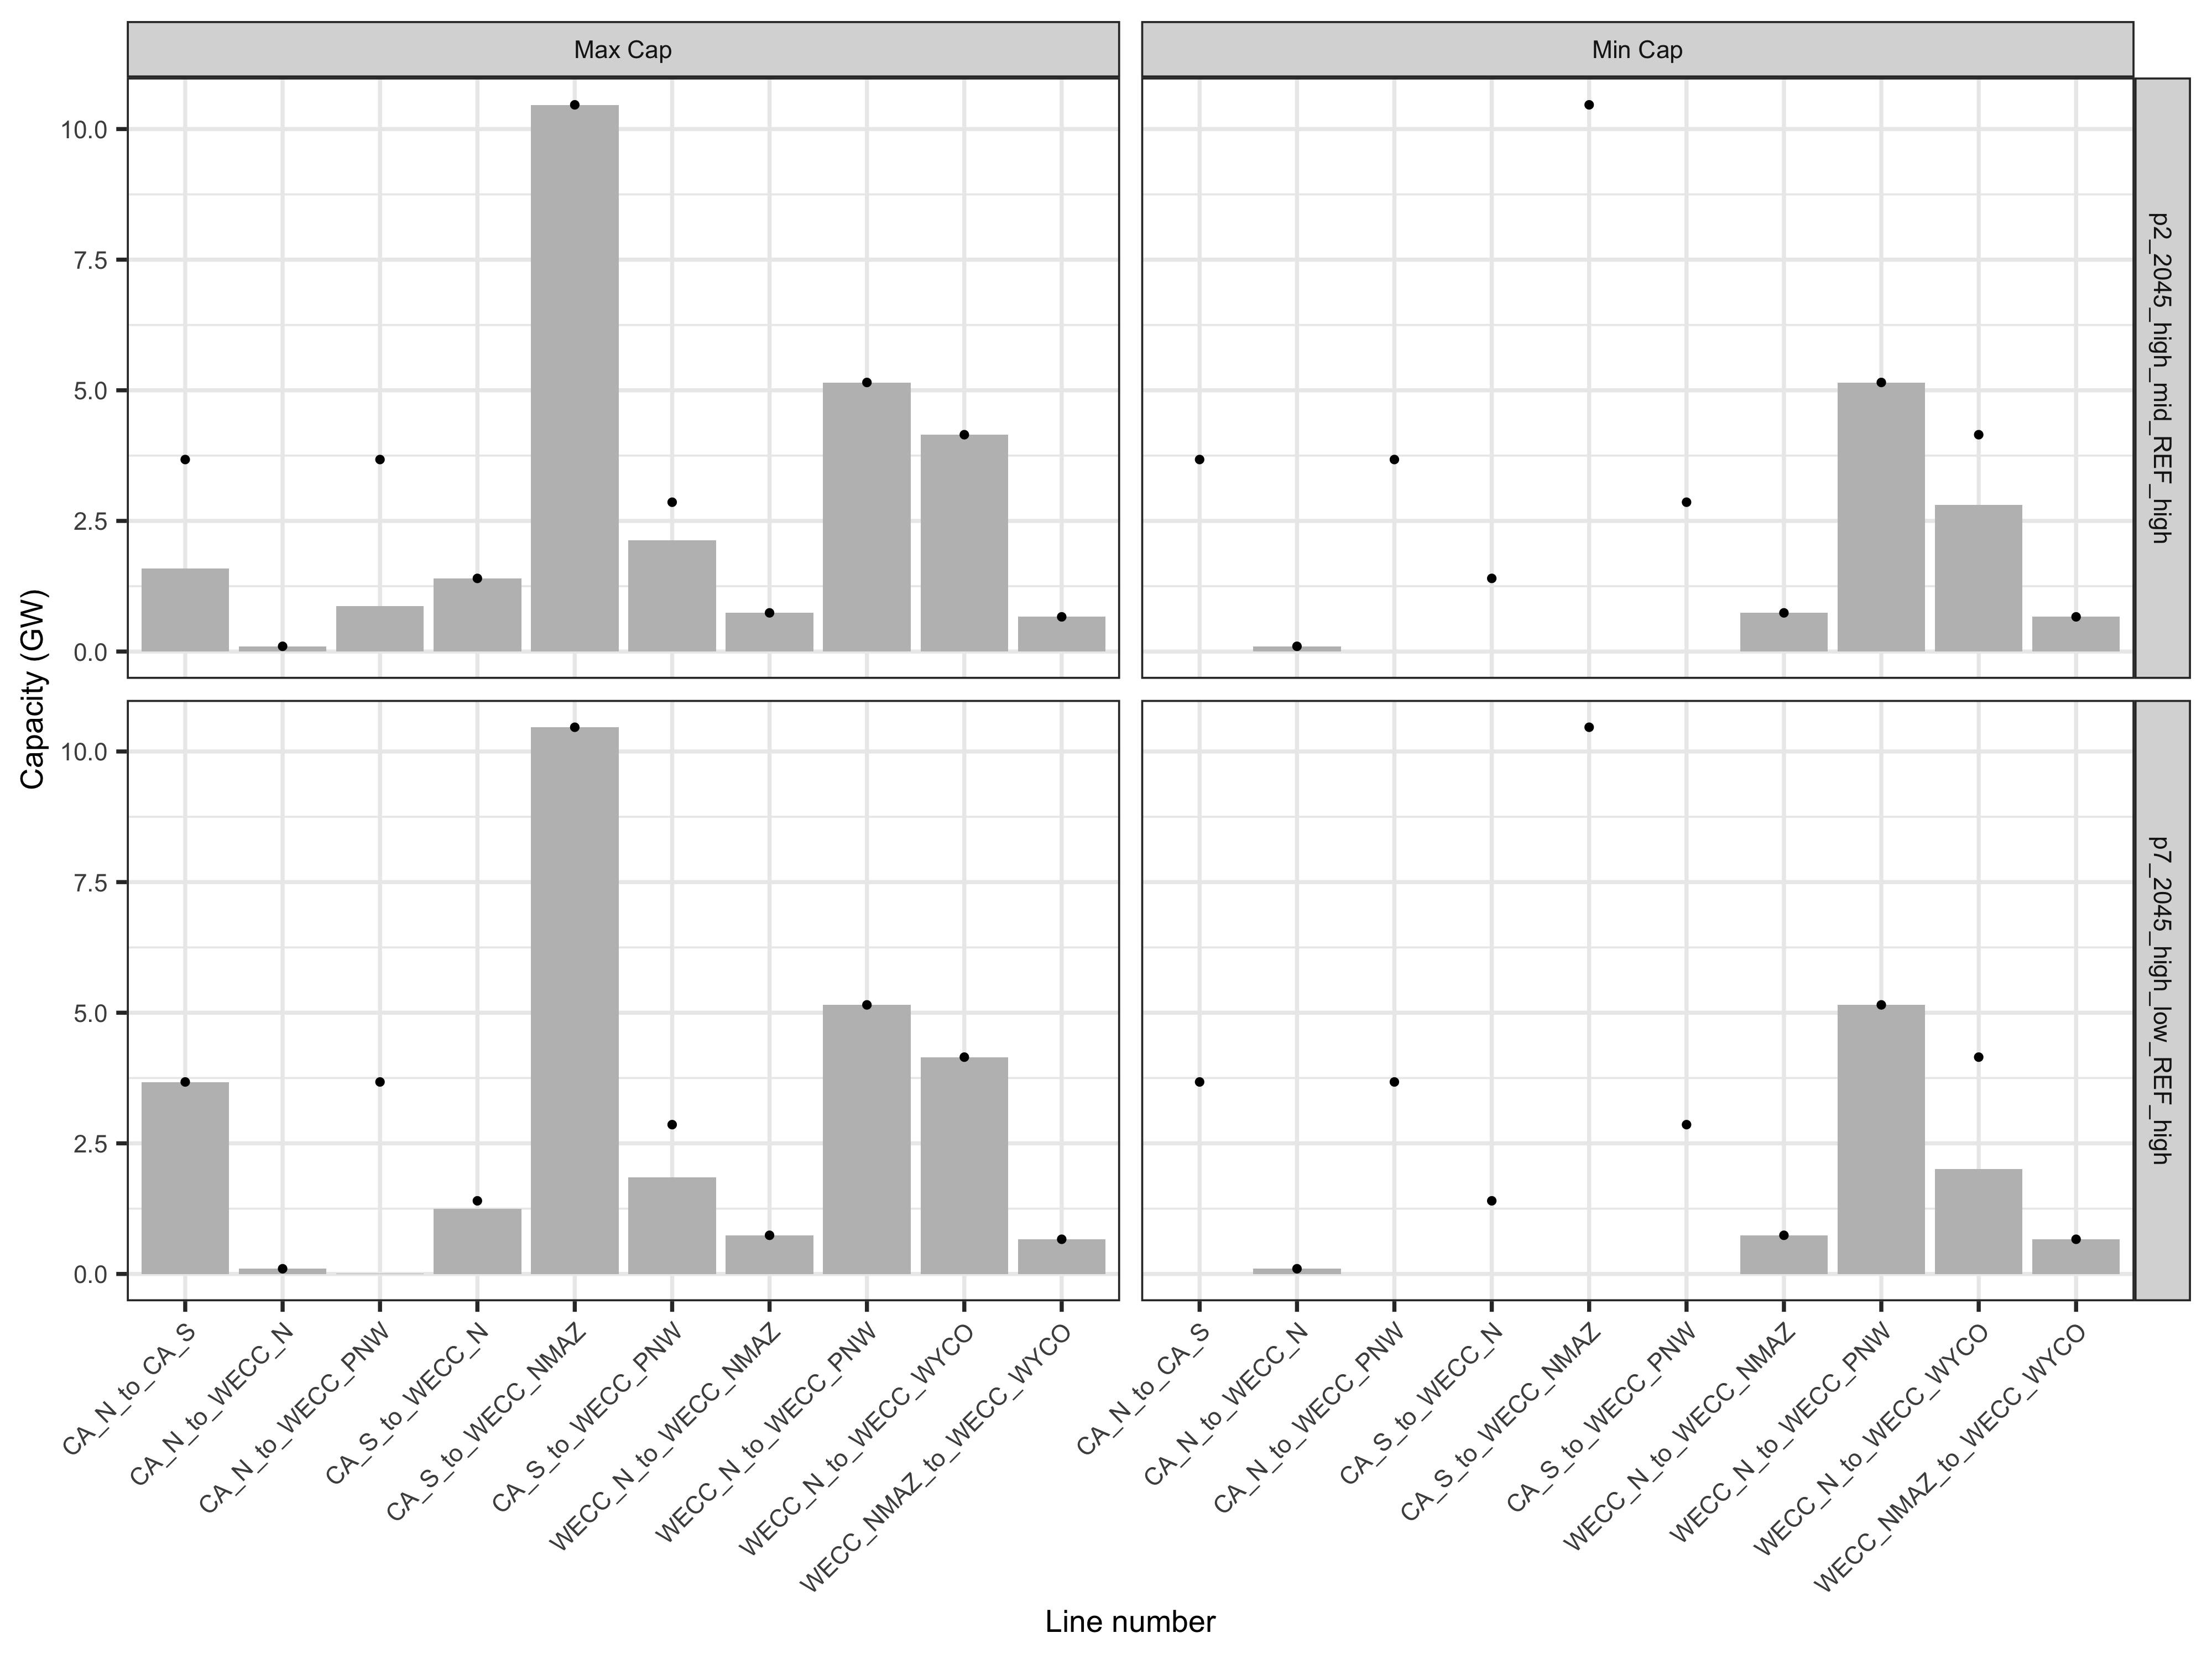 Max Cap
Min Cap
Capacity (GW)
10.0
7.5
5.0
2.5
0.0
p2_2045_high_mid_REF_high
10.0
7.5
5.0
2.5
0.0
p7_2045_high_low_REF_high
CA_N_to_CA_S
CA_N_to_WECC_N
CA_N_to_WECC_PNW
CA_S_to_WECC_N
CA_S_to_WECC_NMAZ
CA_S_to_WECC_PNW
WECC_N_to_WECC_NMAZ
WECC_N_to_WECC_PNW
WECC_N_to_WECC_WYCO
WECC_NMAZ_to_WECC_WYCO
CA_N_to_CA_S
CA_N_to_WECC_N
CA_N_to_WECC_PNW
CA_S_to_WECC_N
CA_S_to_WECC_NMAZ
CA_S_to_WECC_PNW
WECC_N_to_WECC_NMAZ
WECC_N_to_WECC_PNW
WECC_N_to_WECC_WYCO
WECC_NMAZ_to_WECC_WYCO
Line number